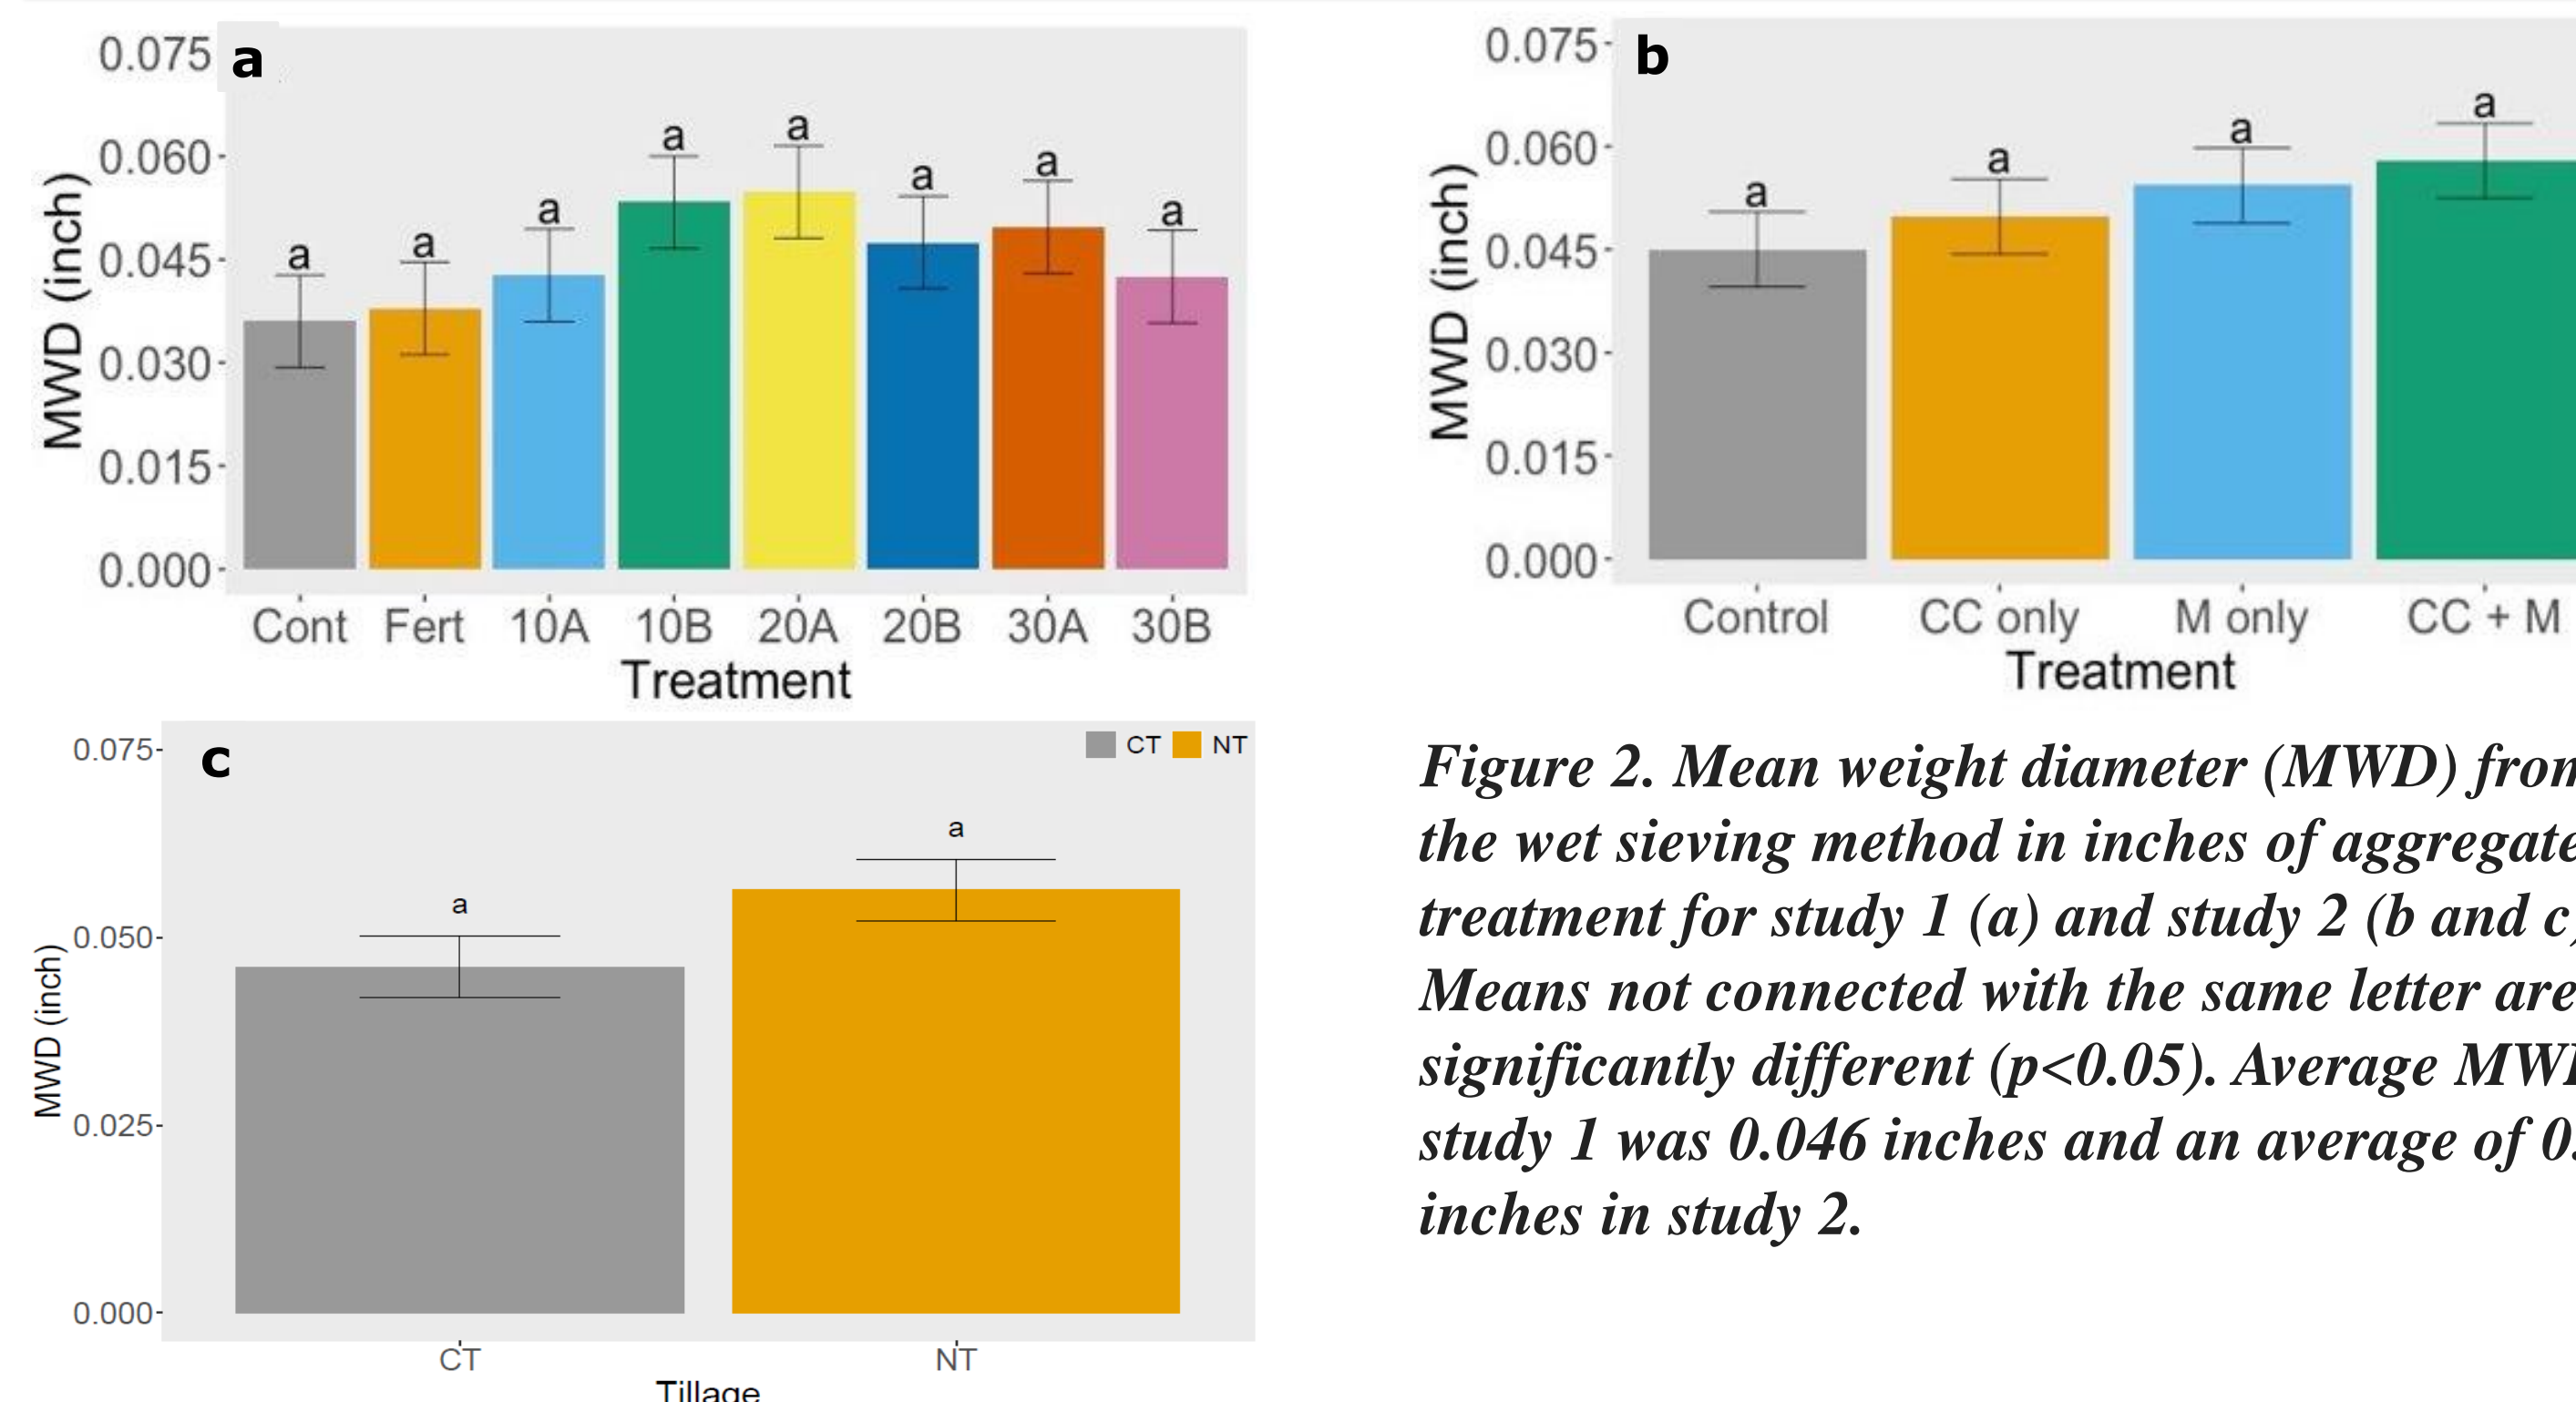 a
0.075
0.060
0.045
0.030
0.015
0.000
MWD (inch)
a a a a a a a a
Cont Fert 10A 10B 20A 20B 30A 30B
Treatment
b
0.075
0.060
0.045
0.030
0.015
0.000
MWD (inch)
a a a a
Control CC only M only CC + M
Treatment
c
CT NT
0.075
0.050
0.025
0.000
MWD (inch)
a a
CT NT
Tillage
Figure 2. Mean weight diameter (MWD)
the wet sieving method in inches of
treatment for study 1 (a) and study 2 (b and c
Means not connected with the same letter are
significantly different (p<0.05). Average
study 1 was 0.046 inches and an average of
inches in study 2.